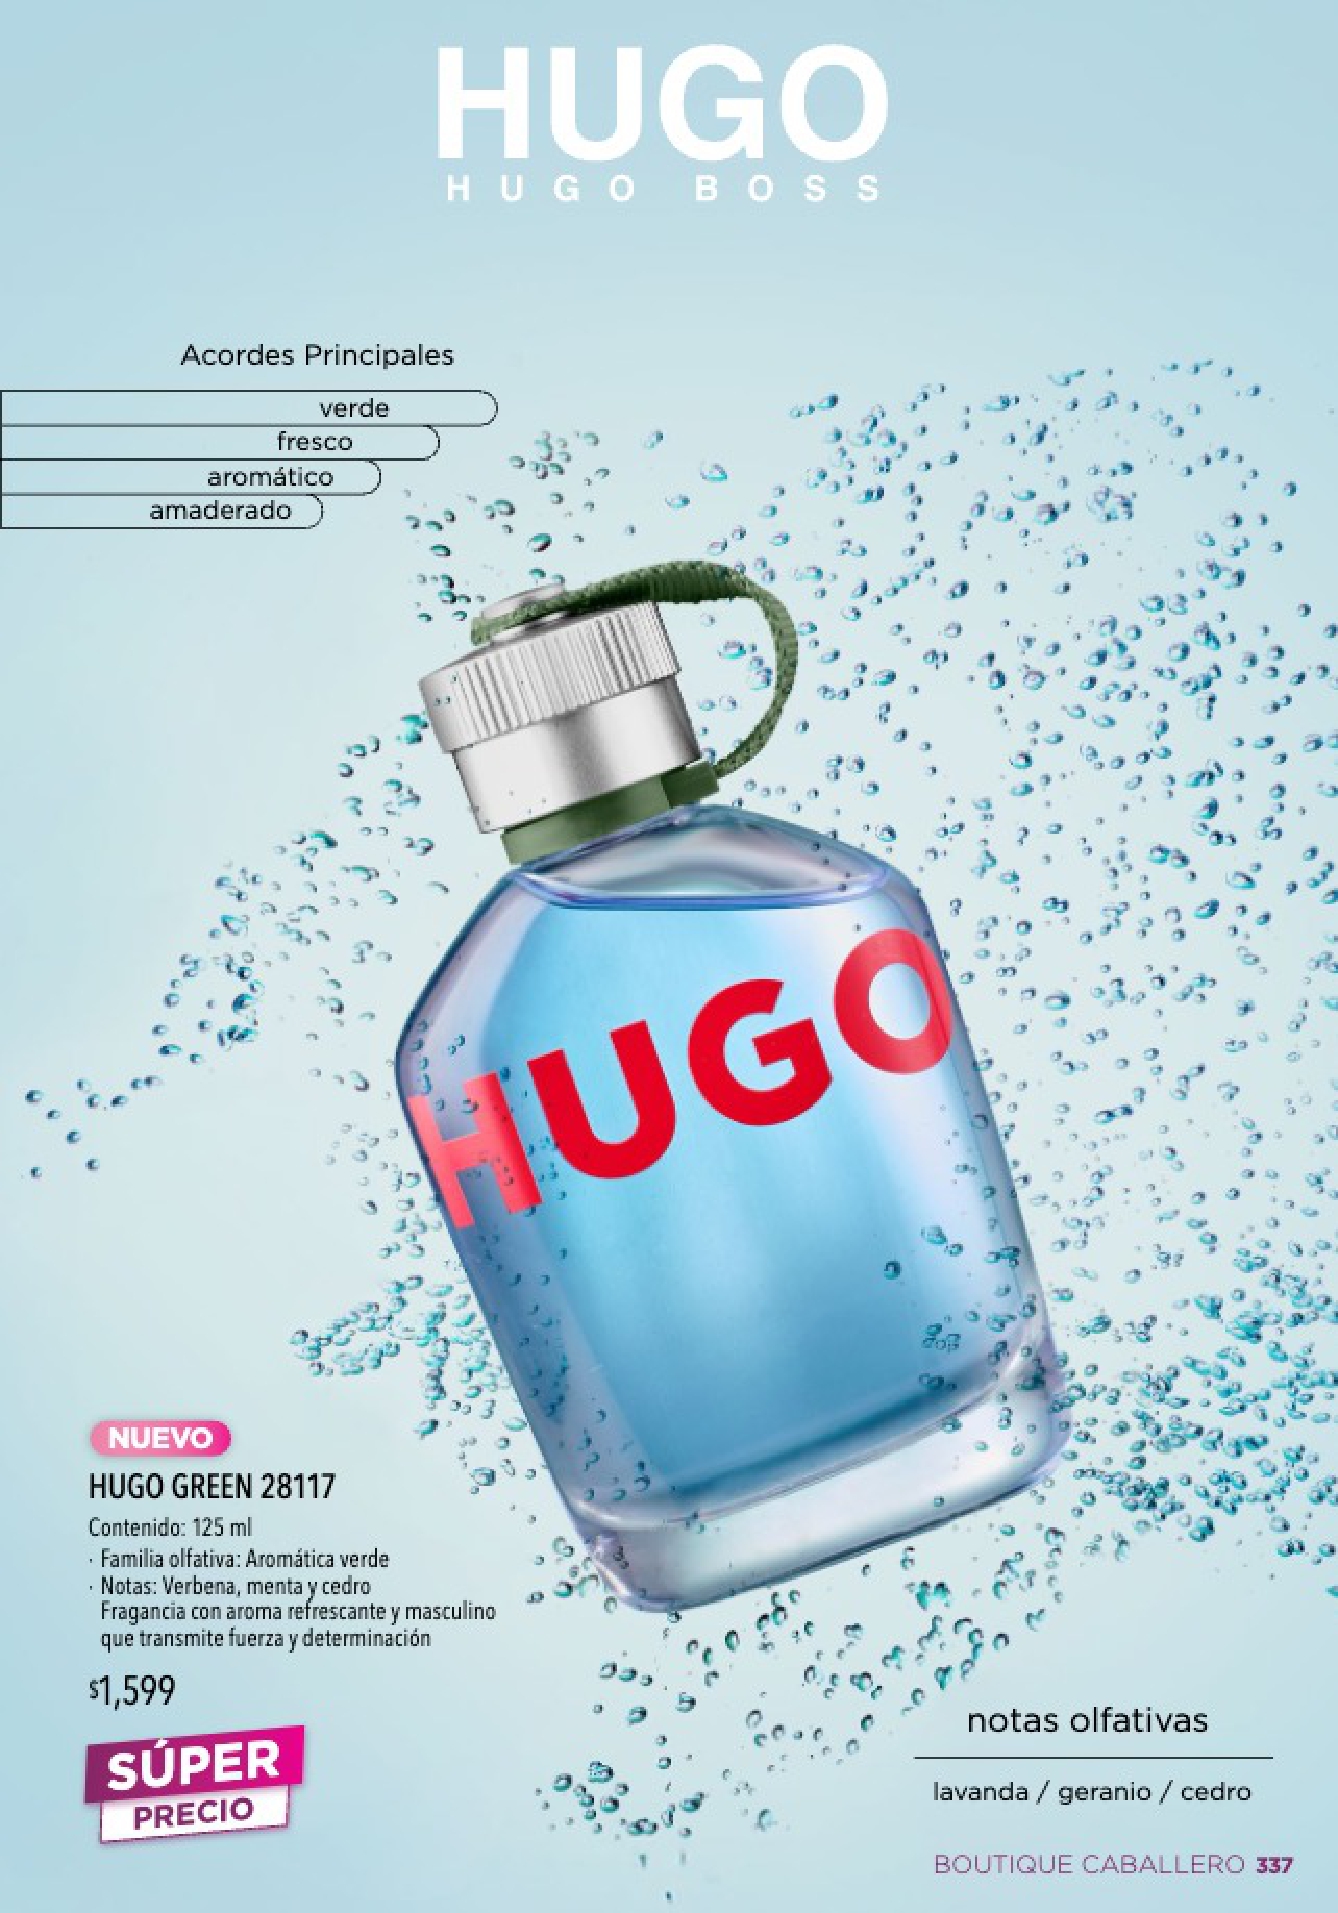 HUGO
HUGO BOSS
Acordes Principales
verde
fresco
aromático
amaderado
HUGO
NUEVO
HUGO GREEN 28117
Contenido: 125 ml
· Familia olfativa: Aromática verde
· Notas: Verbena, menta y cedro
Fragancia con aroma refrescante y masculino
que transmite fuerza y determinación
$1,599
SÚPER
PRECIO
notas olfativas
lavanda / geranio / cedro
BOUTIQUE CABALLERO 337